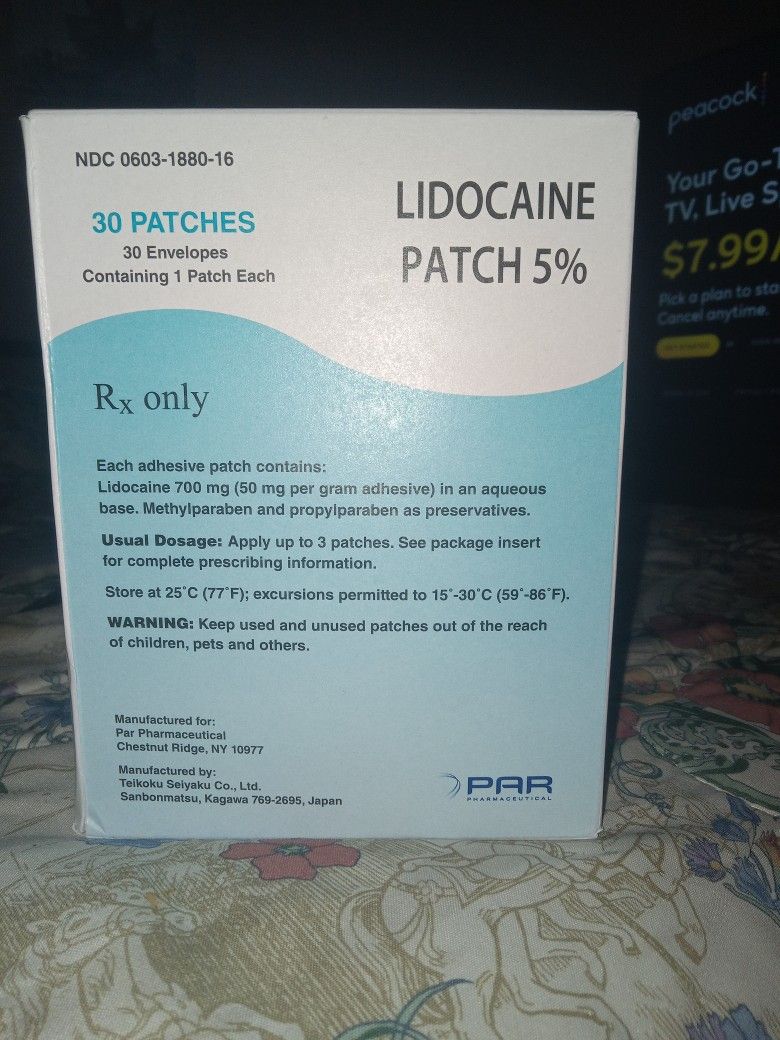 NDC 0603-1880-16
30 PATCHES
30 Envelopes
Containing 1 Patch Each
LIDOCAINE
PATCH 5%
Rx only
Each adhesive patch contains:
Lidocaine 700 mg (50 mg per gram adhesive) in an aqueous
base. Methylparaben and propylparaben as preservatives.
Usual Dosage: Apply up to 3 patches. See package insert
for complete prescribing information.
Store at 25˚C (77˚F); excursions permitted to 15˚-30˚C (59˚-86˚F).
WARNING: Keep used and unused patches out of the reach
of children, pets and others.
Manufactured for:
Par Pharmaceutical
Chestnut Ridge, NY 10977
Manufactured by:
Teikoku Seiyaku Co., Ltd.
Sanbonmatsu, Kagawa 769-2695, Japan
PAR
PHARMACEUTICAL
peacock
Your Go-
TV, Live S
$7.99/
Pick a plan to sta
Cancel anytime.